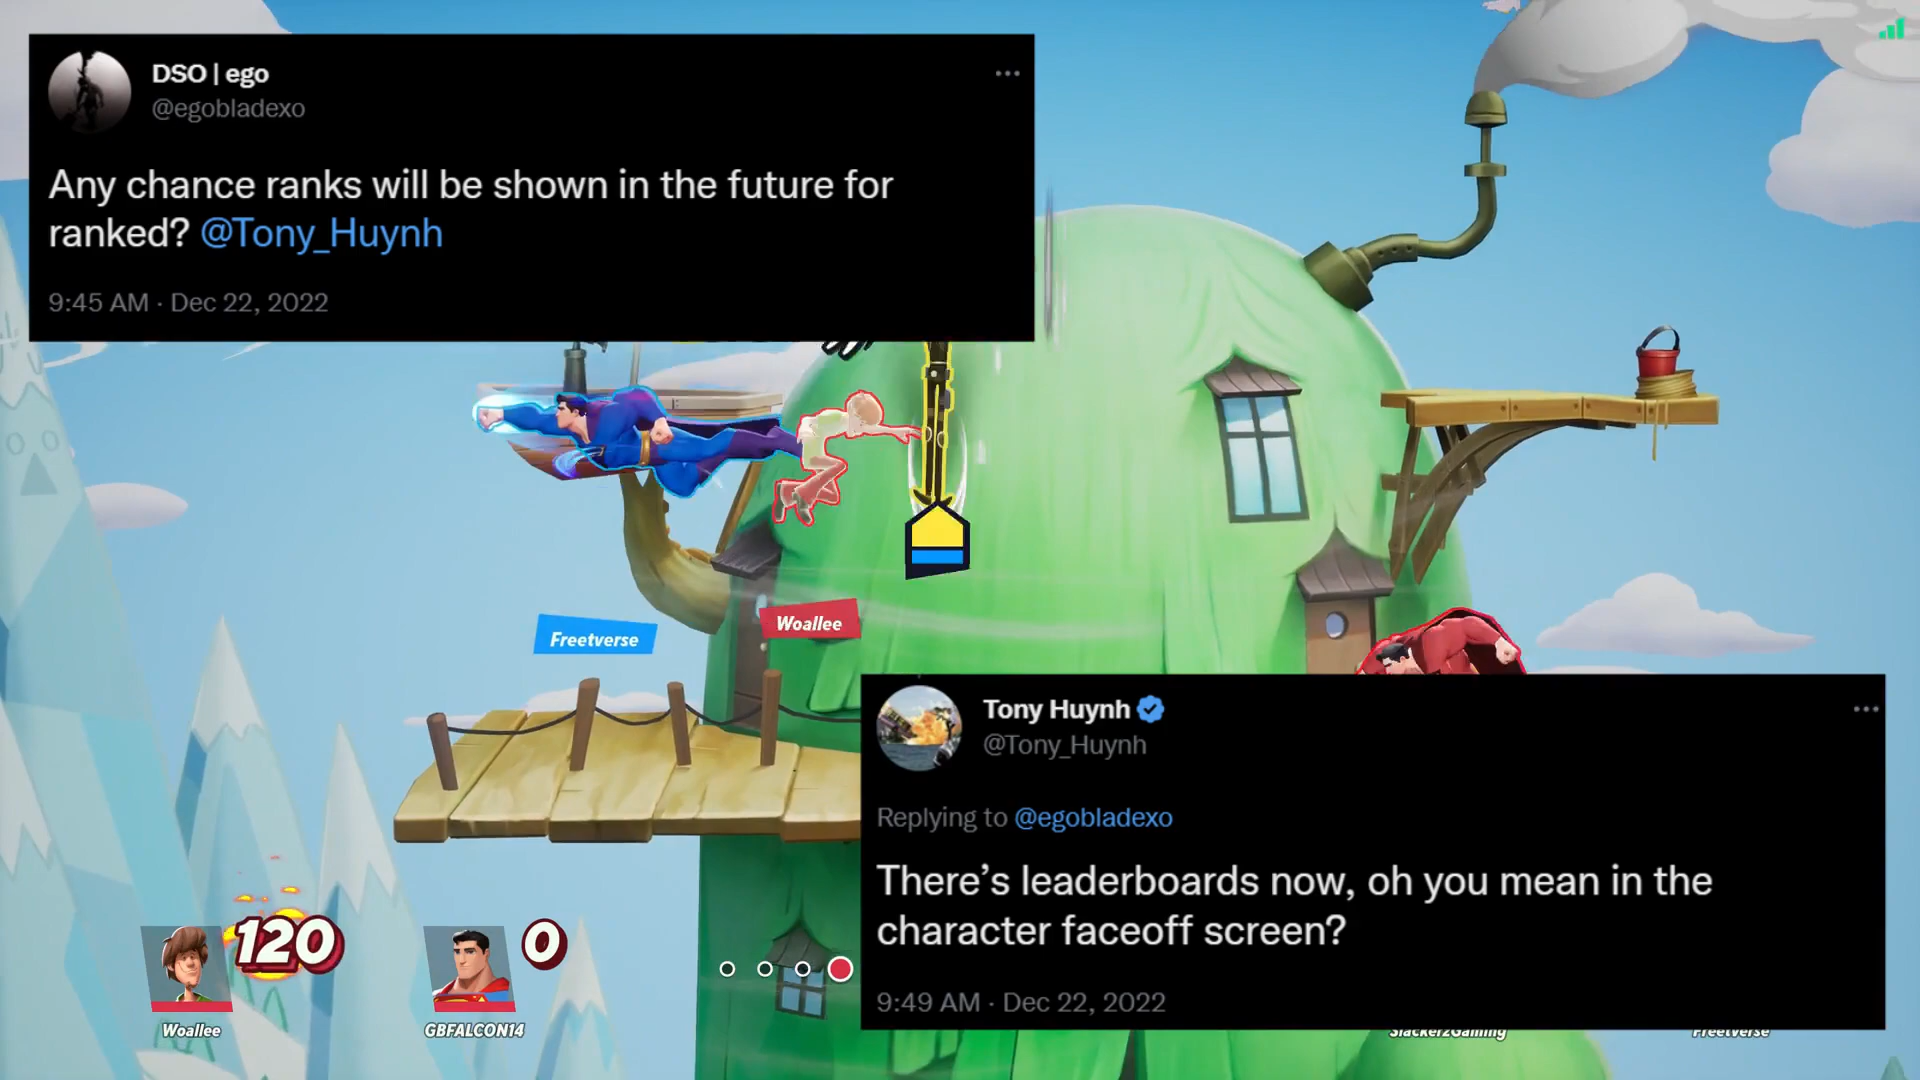 DSO | ego
@egobladexo
Any chance ranks will be shown in the future for
ranked? @Tony_Huynh
9:45 AM · Dec 22, 2022
Freetverse
Woallee
Tony Huynh
@Tony_Huynh
Replying to @egobladexo
There’s leaderboards now, oh you mean in the
character faceoff screen?
9:49 AM · Dec 22, 2022
120
0
Woallee
GBFALCON14
Slacker2Gaming
Freetverse